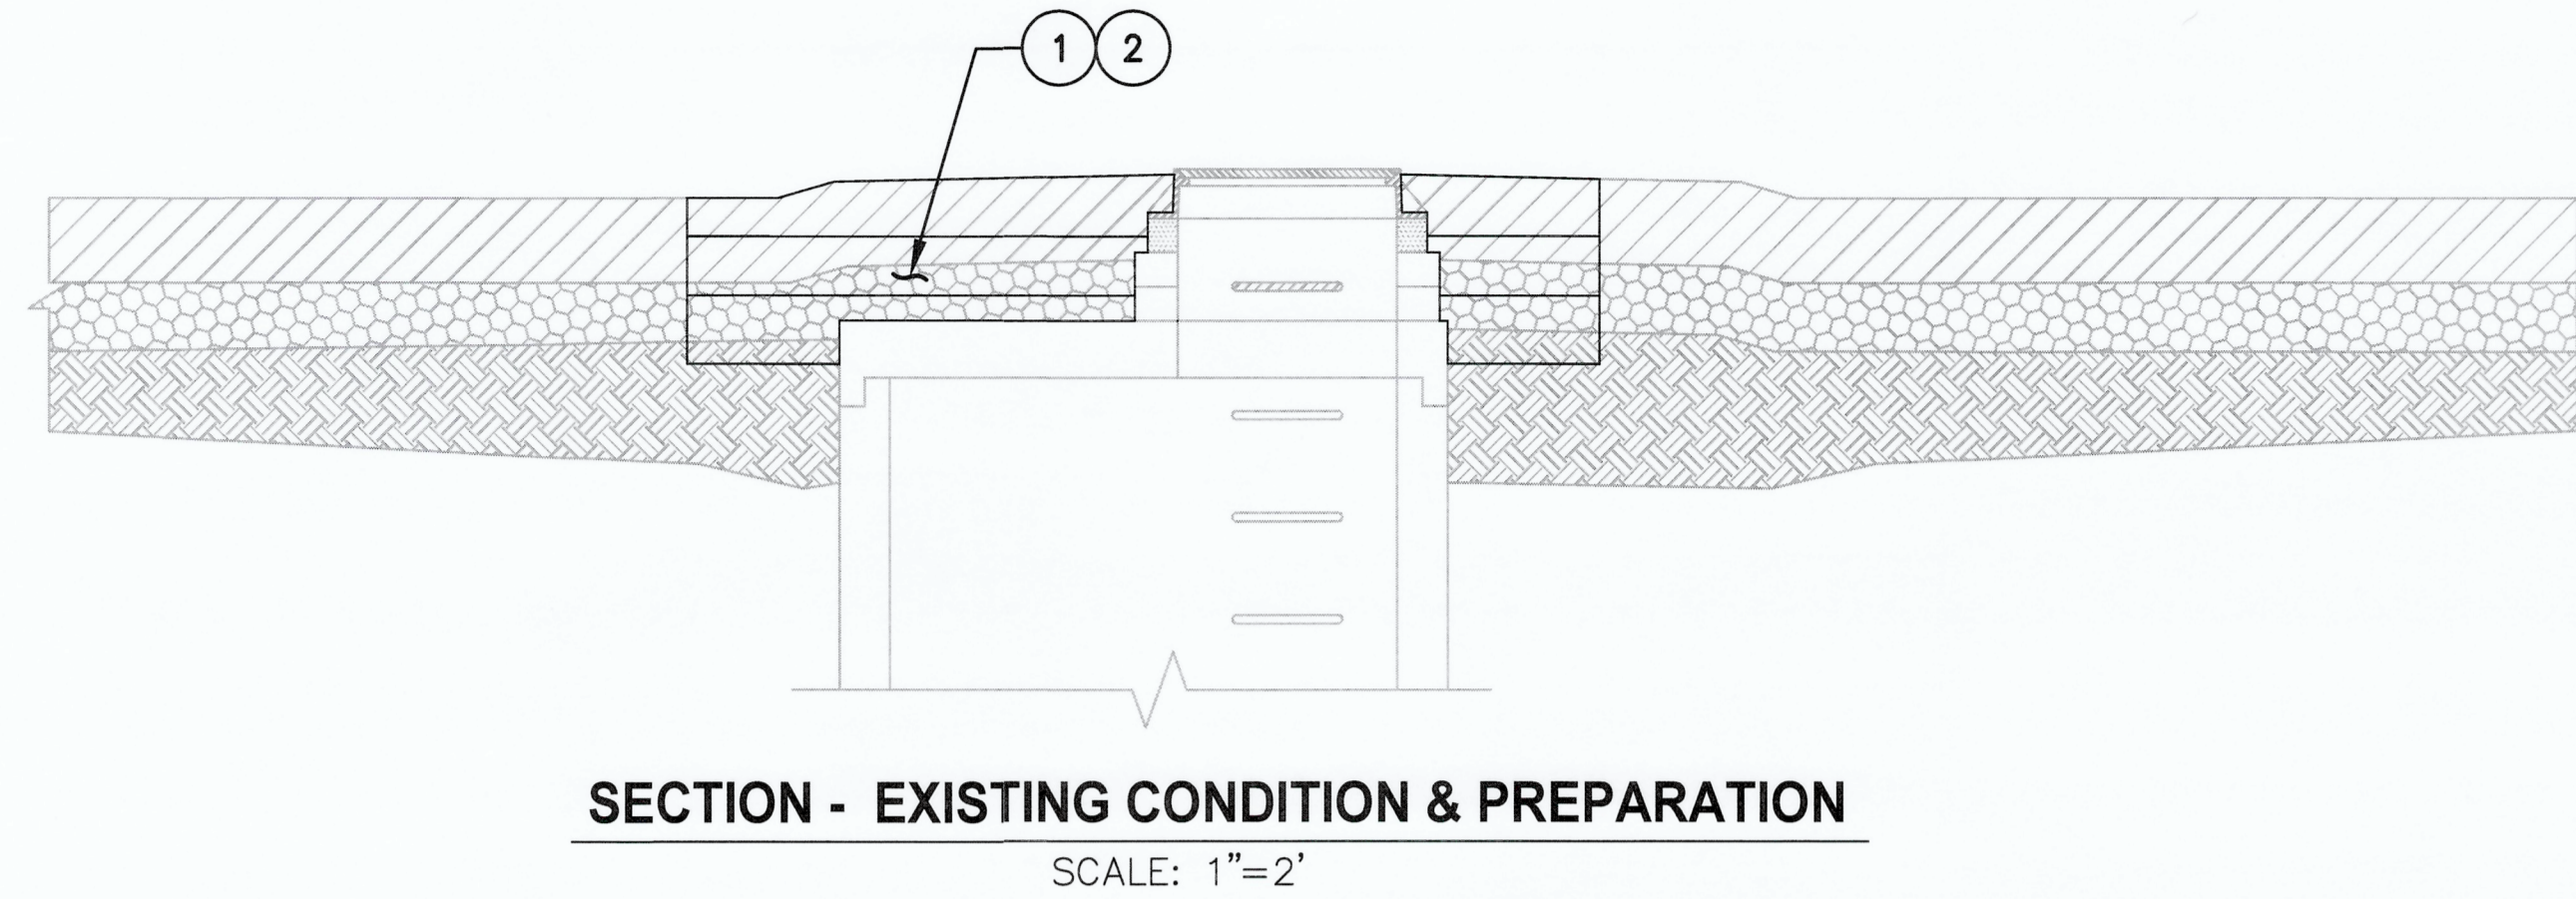 1 2
SECTION - EXISTING CONDITION & PREPARATION
SCALE: 1"=2'